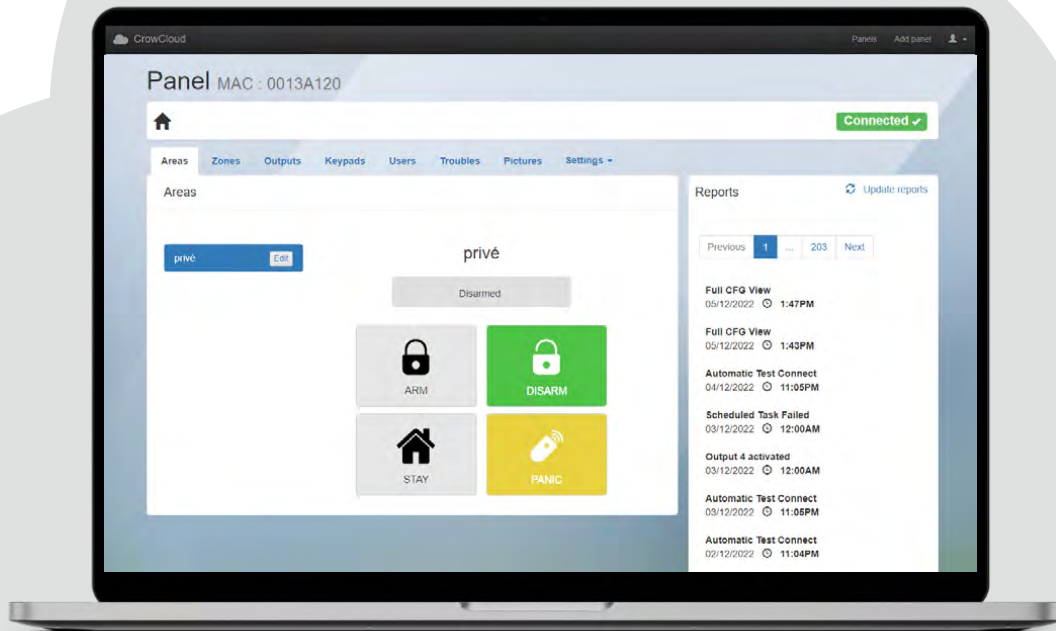 CrowCloud
Panels Add panel
Panel MAC : 0013A120
Connected
Areas Zones Outputs Keypads Users Troubles Pictures Settings
Areas
privé Edit
privé
Disarmed
ARM
DISARM
STAY
PANIC
Reports
Update reports
Previous 1 ... 203 Next
Full CFG View
05/12/2022 1:47PM
Full CFG View
05/12/2022 1:43PM
Automatic Test Connect
04/12/2022 11:05PM
Scheduled Task Failed
03/12/2022 12:00AM
Output 4 activated
03/12/2022 12:00AM
Automatic Test Connect
03/12/2022 11:05PM
Automatic Test Connect
02/12/2022 11:04PM